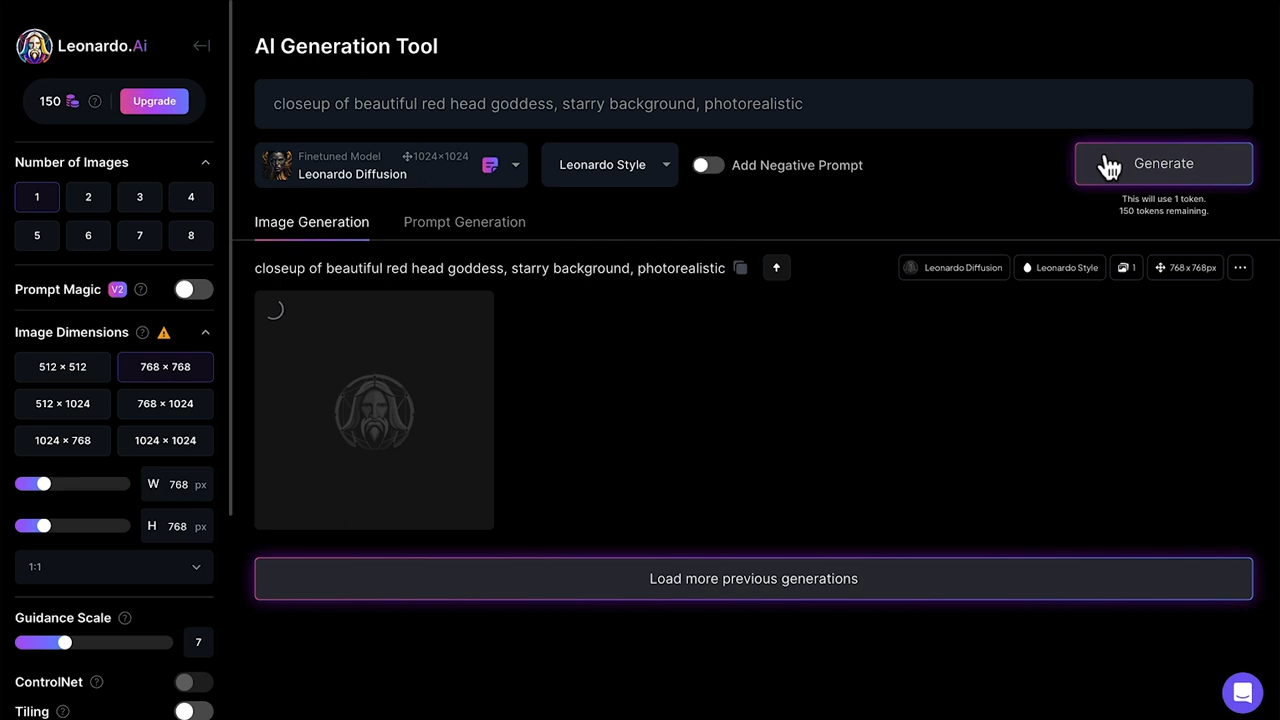 Leonardo.Ai
150
Upgrade
Number of Images
1
2
3
4
5
6
7
8
Prompt Magic V2
Image Dimensions
512 × 512
768 × 768
512 × 1024
768 × 1024
1024 × 768
1024 × 1024
W 768 px
H 768 px
1:1
Guidance Scale
7
ControlNet
Tiling
AI Generation Tool
closeup of beautiful red head goddess, starry background, photorealistic
Finetuned Model 1024×1024
Leonardo Diffusion
Leonardo Style
Add Negative Prompt
Generate
This will use 1 token.
150 tokens remaining.
Image Generation
Prompt Generation
closeup of beautiful red head goddess, starry background, photorealistic
Leonardo Diffusion
Leonardo Style
1
768x768px
Load more previous generations